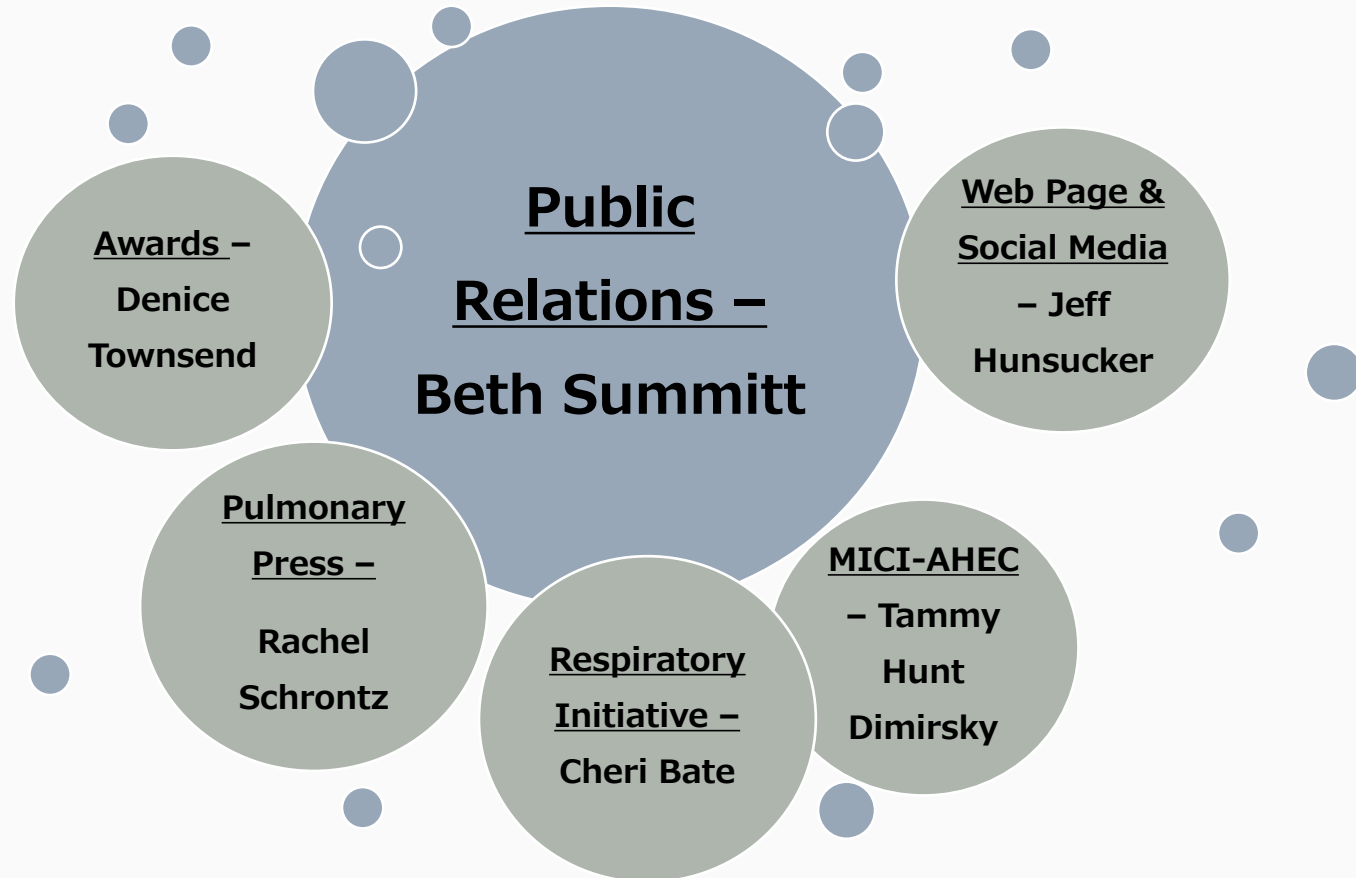 Public
Relations –
Beth Summitt
Awards –
Denice
Townsend
Pulmonary
Press –
Rachel
Schrontz
Respiratory
Initiative –
Cheri Bate
MICI-AHEC
– Tammy
Hunt
Dimirsky
Web Page &
Social Media
– Jeff
Hunsucker